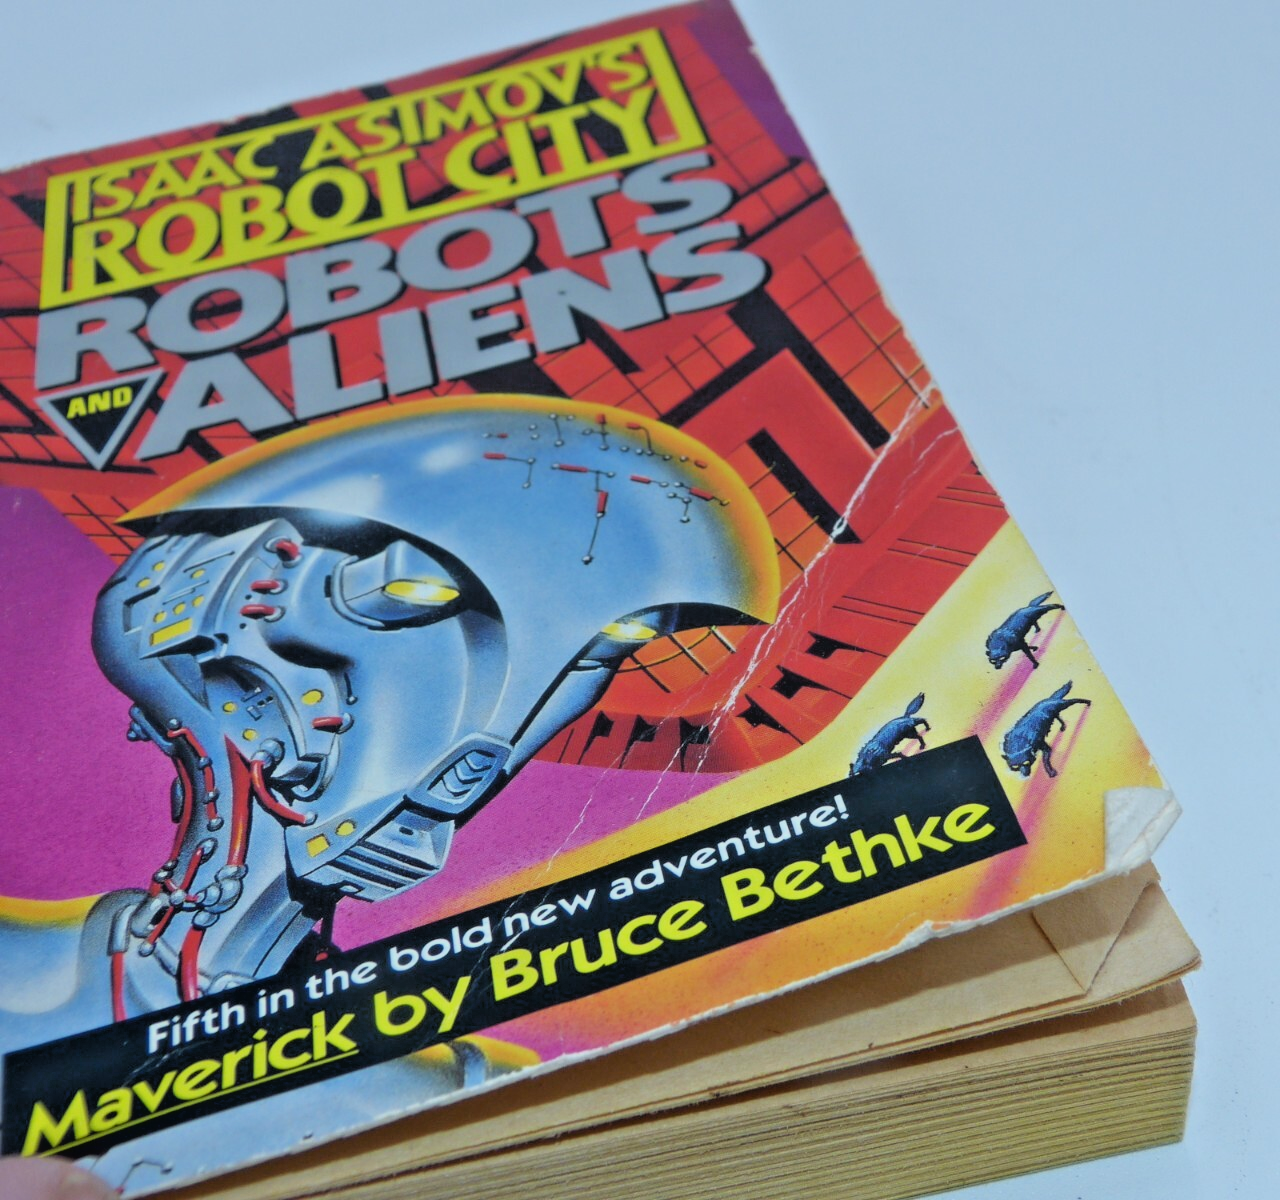 ISAAC ASIMOV'S
ROBOT CITY
ROBOTS
AND ALIENS
Fifth in the bold new adventure!
Maverick by Bruce Bethke